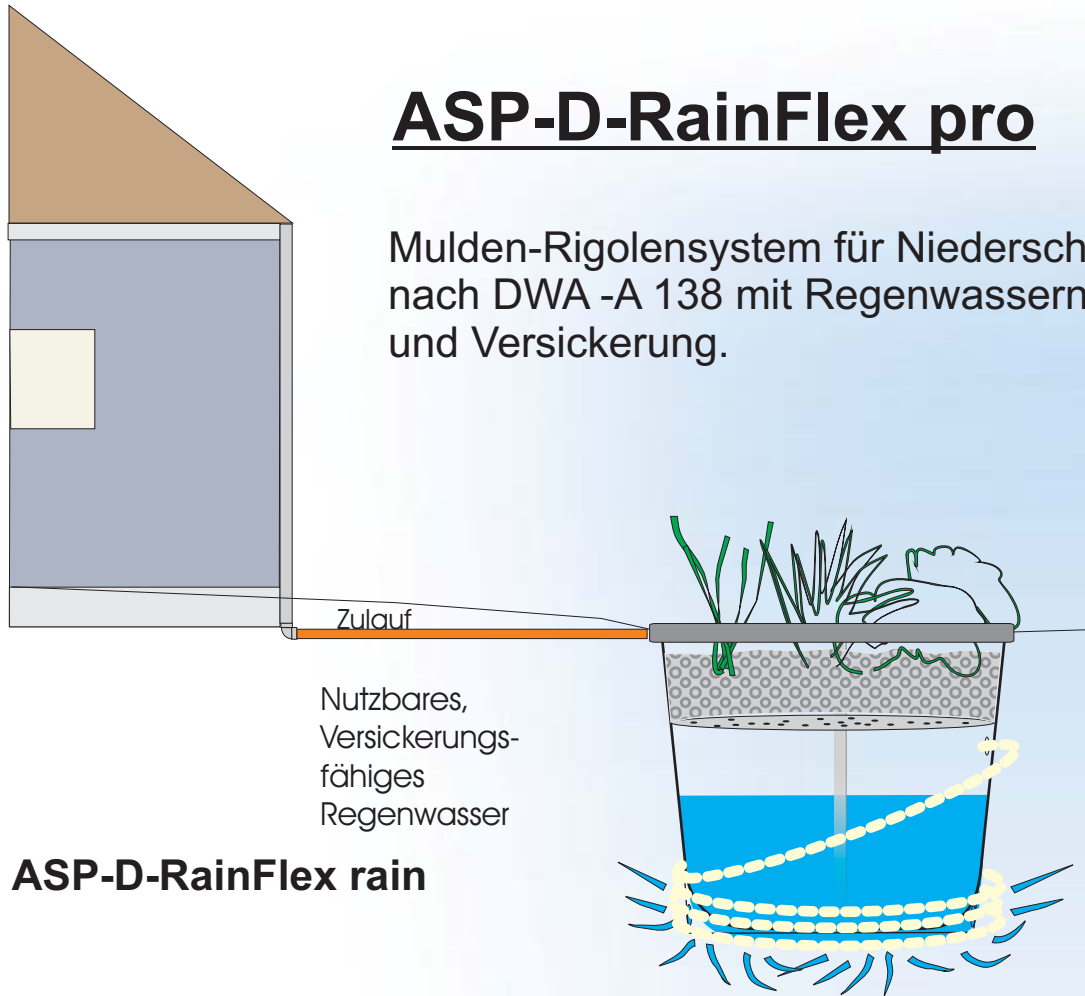 ASP-D-RainFlex pro
Mulden-Rigolensystem für Niedersch
nach DWA -A 138 mit Regenwassern
und Versickerung.
Zulauf
Nutzbares,
Versickerungs-
fähiges
Regenwasser
ASP-D-RainFlex rain